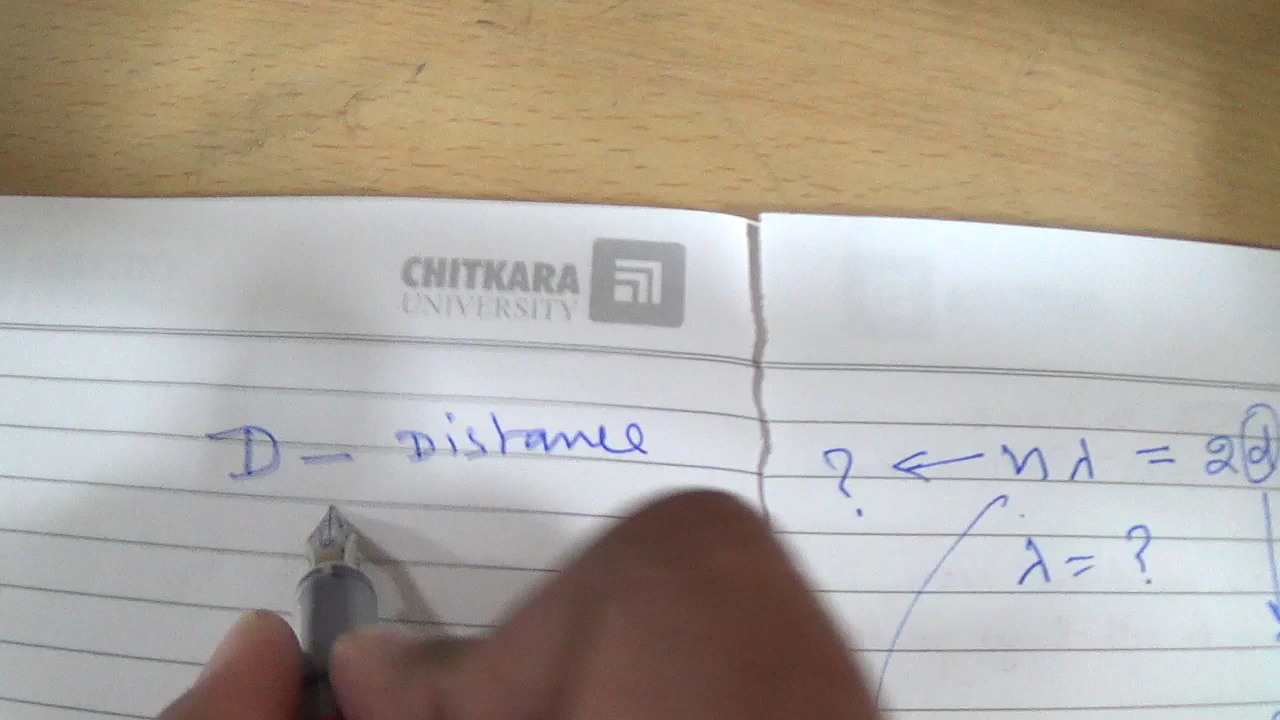 CHITKARA
UNIVERSITY
D - Distance
? ← nλ = 2d
λ = ?